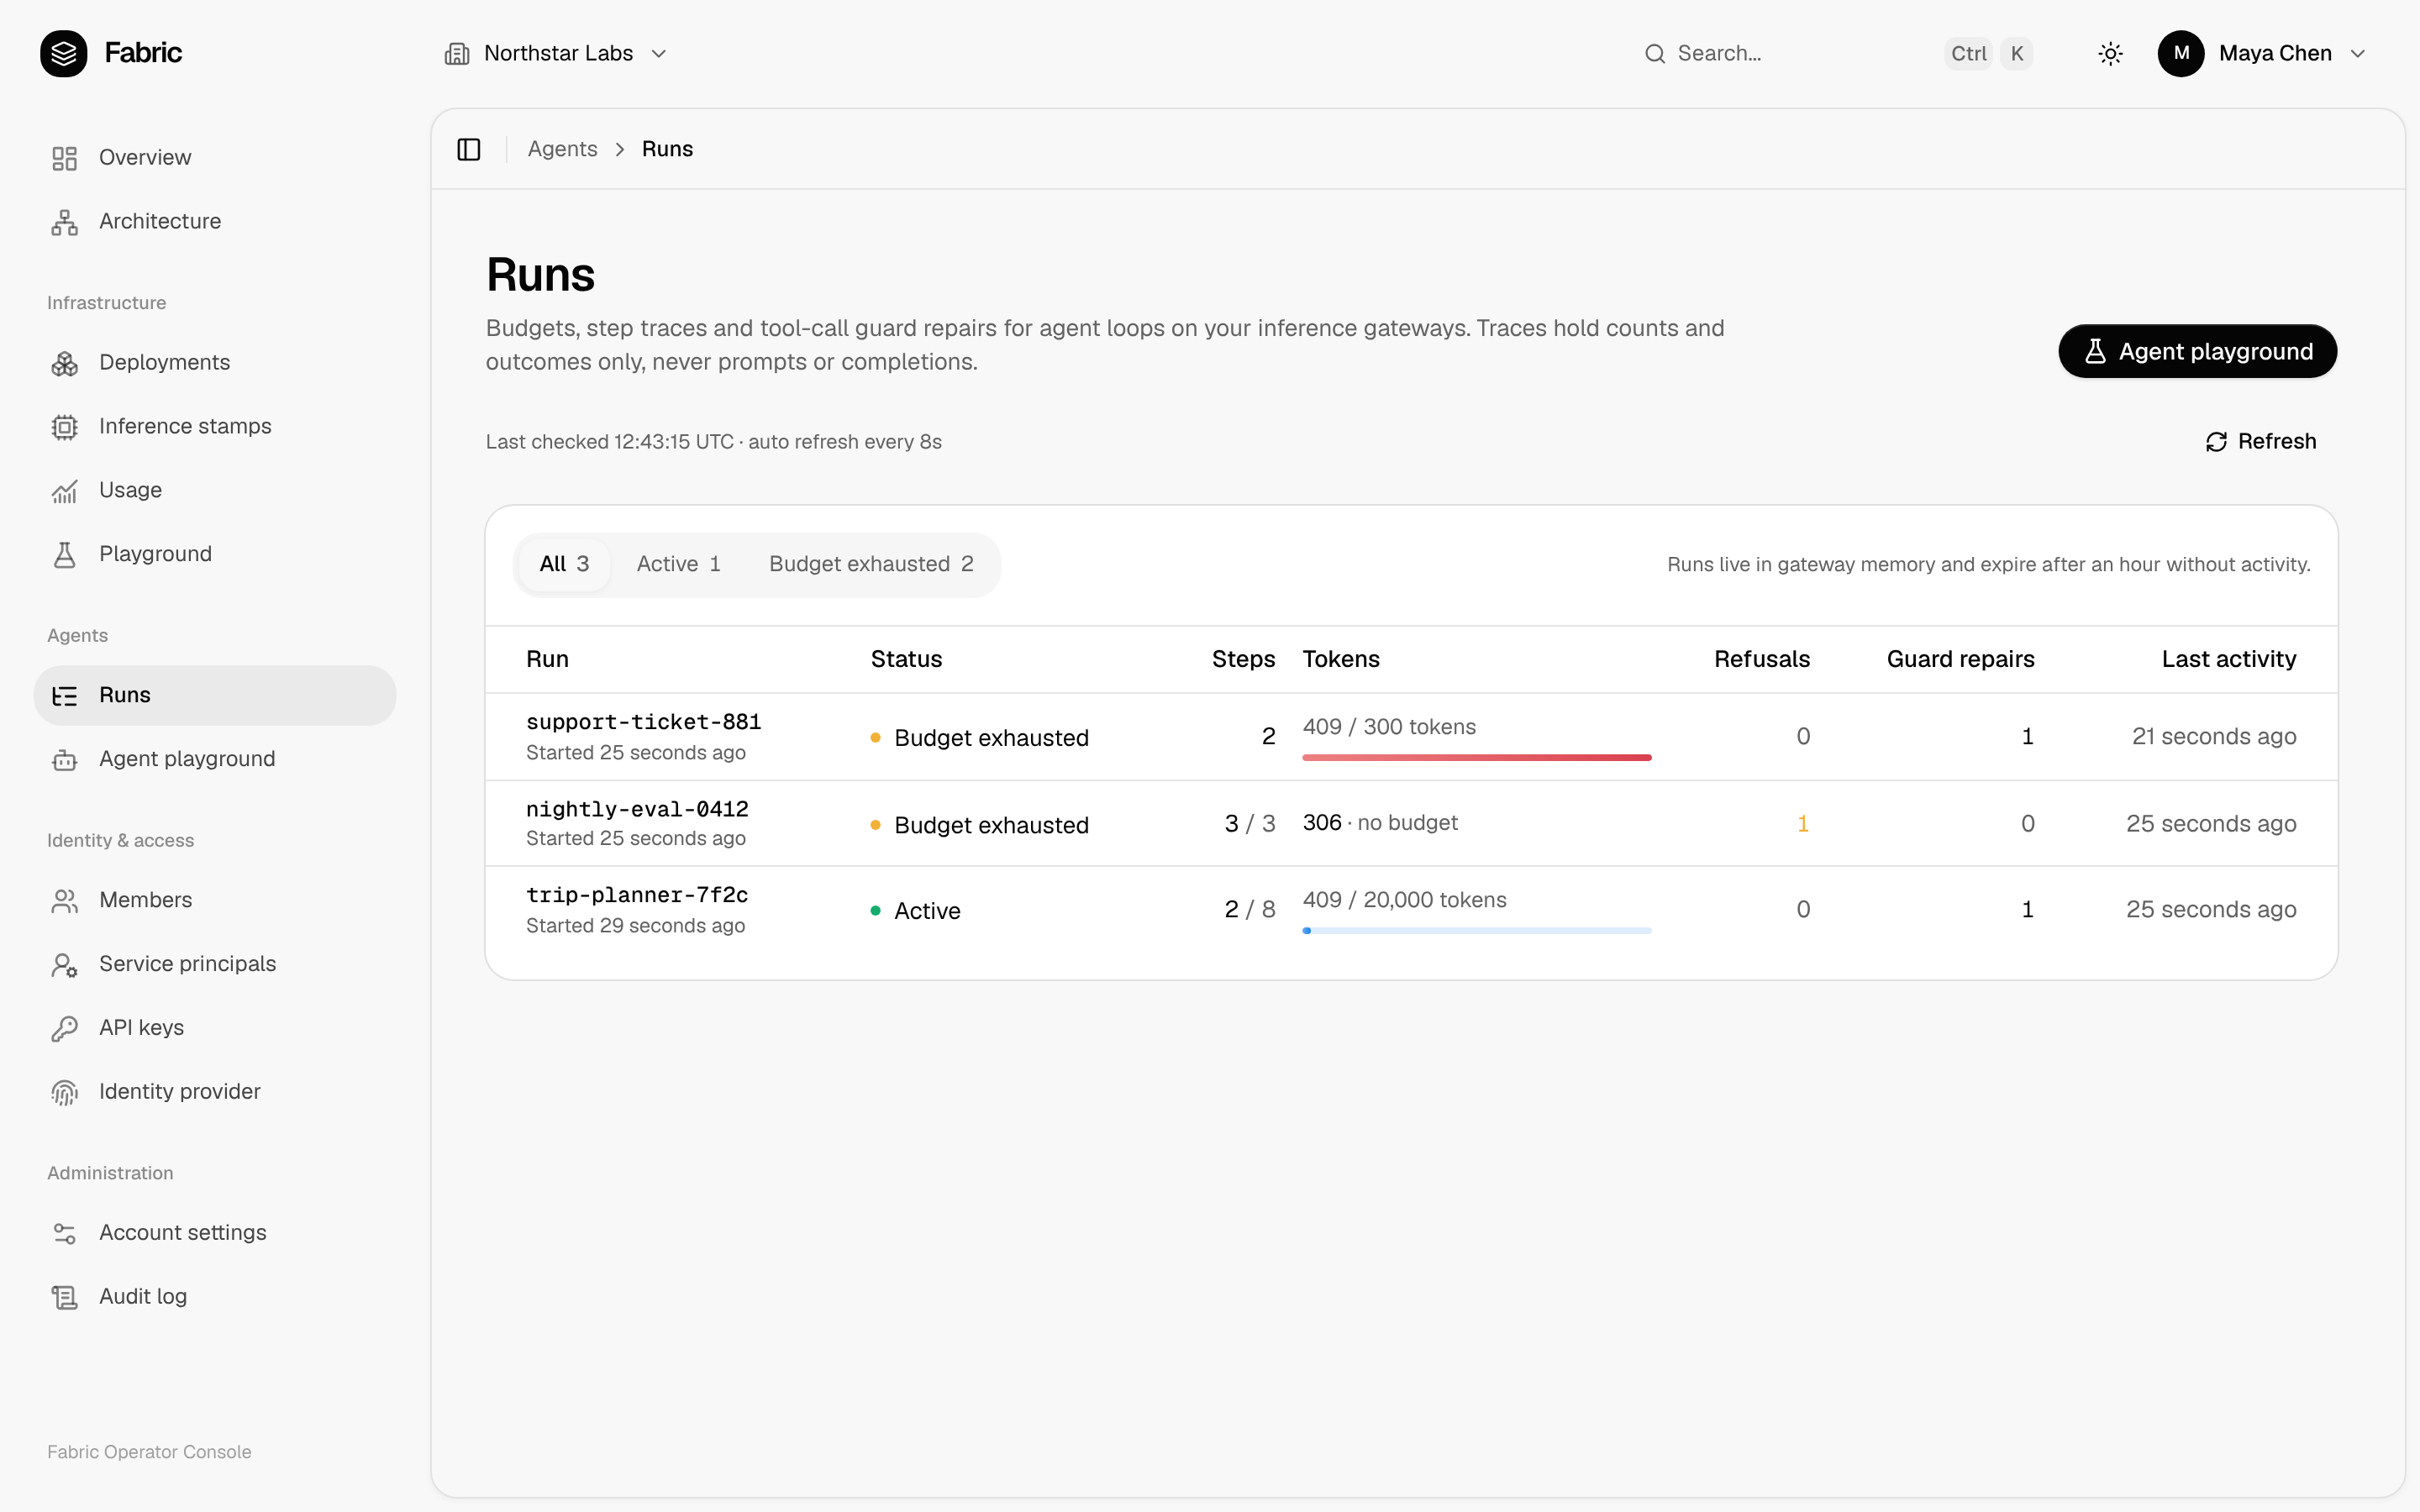 Fabric
Northstar Labs
Search...
Ctrl K
M
Maya Chen
Overview
Architecture
Infrastructure
Deployments
Inference stamps
Usage
Playground
Agents
Runs
Agent playground
Identity & access
Members
Service principals
API keys
Identity provider
Administration
Account settings
Audit log
Fabric Operator Console
Agents > Runs
Runs
Budgets, step traces and tool-call guard repairs for agent loops on your inference gateways. Traces hold counts and
outcomes only, never prompts or completions.
Agent playground
Last checked 12:43:15 UTC · auto refresh every 8s
Refresh
All 3 Active 1 Budget exhausted 2
Runs live in gateway memory and expire after an hour without activity.
Run Status Steps Tokens Refusals Guard repairs Last activity
support-ticket-881
Started 25 seconds ago
Budget exhausted
2
409 / 300 tokens
0
1
21 seconds ago
nightly-eval-0412
Started 25 seconds ago
Budget exhausted
3 / 3
306 · no budget
1
0
25 seconds ago
trip-planner-7f2c
Started 29 seconds ago
Active
2 / 8
409 / 20,000 tokens
0
1
25 seconds ago